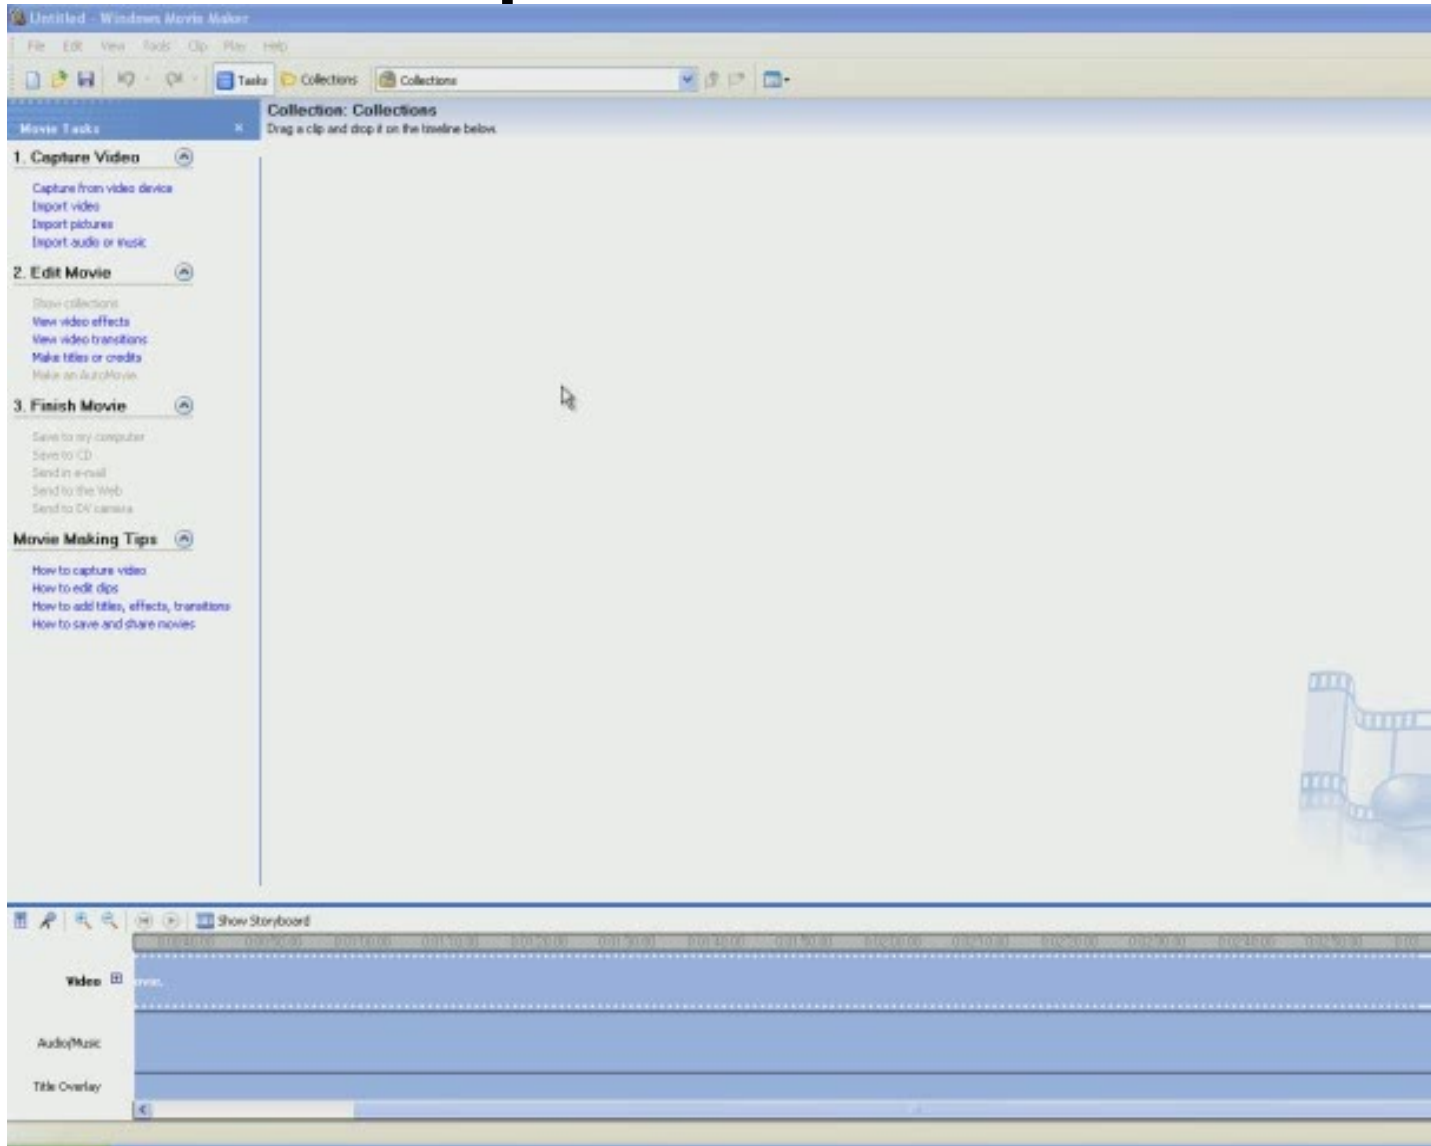 Untitled - Windows Movie Maker
File Edit View Tools Clip Play Help
Tasks Collections Collections
Movie Tasks
Collection: Collections
Drag a clip and drop it on the timeline below.
1. Capture Video
Capture from video device
Import video
Import pictures
Import audio or music
2. Edit Movie
Show collections
View video effects
View video transitions
Make titles or credits
Make an AutoMovie
3. Finish Movie
Save to my computer
Save to CD
Send in e-mail
Send to the Web
Send to DV camera
Movie Making Tips
How to capture video
How to edit clips
How to add titles, effects, transitions
How to save and share movies
Show Storyboard
Video
Audio/Music
Title Overlay